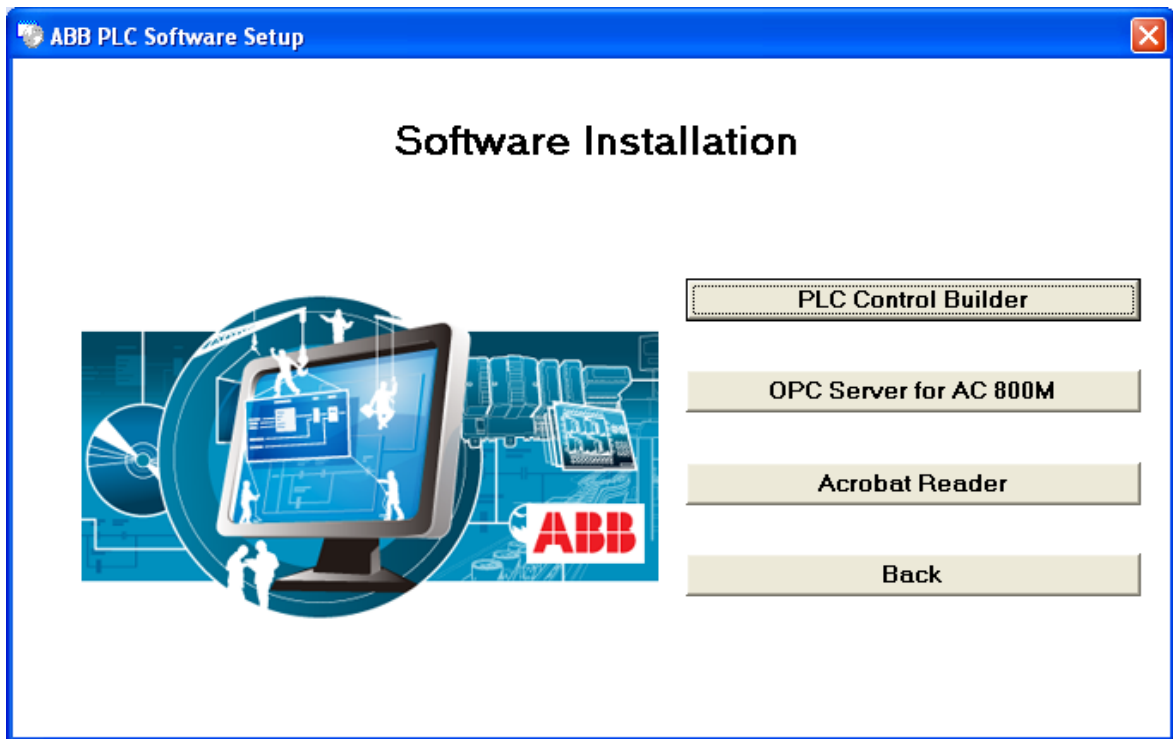 ABB PLC Software Setup
Software Installation
PLC Control Builder
OPC Server for AC 800M
Acrobat Reader
Back
ABB